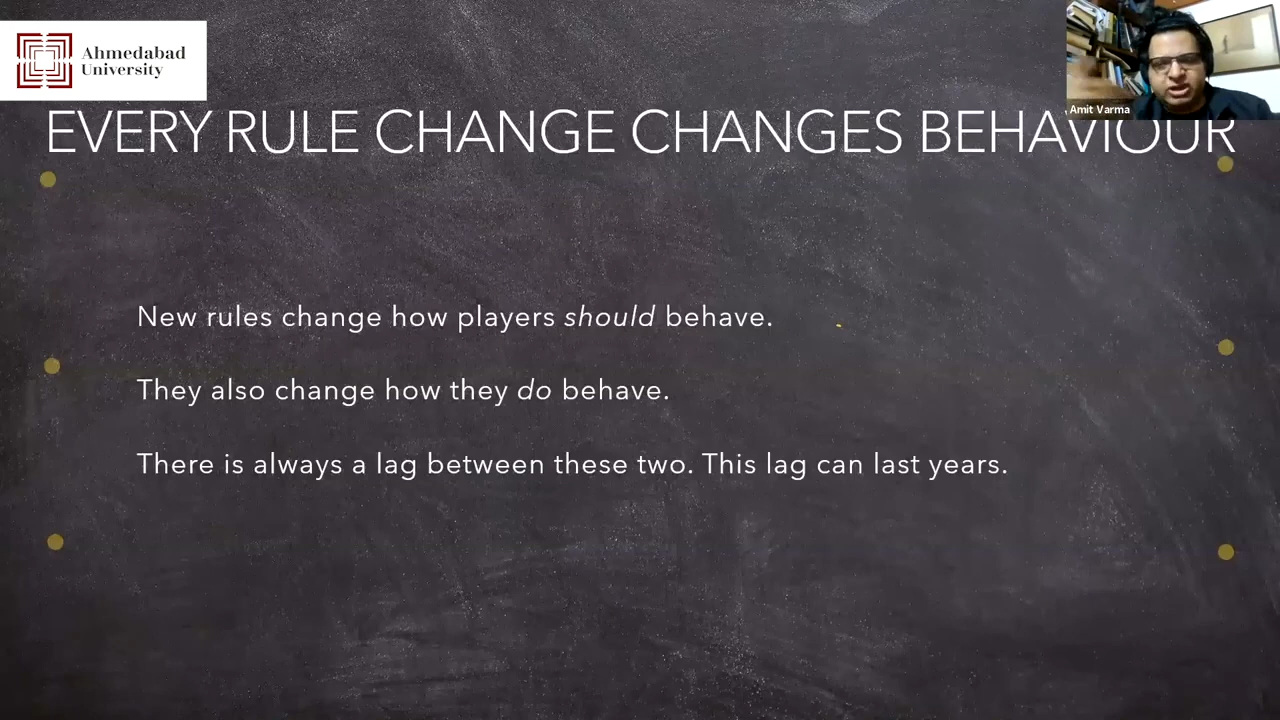 Ahmedabad
University
Amit Varma
EVERY RULE CHANGE CHANGES BEHAVIOUR
New rules change how players should behave.
They also change how they do behave.
There is always a lag between these two. This lag can last years.